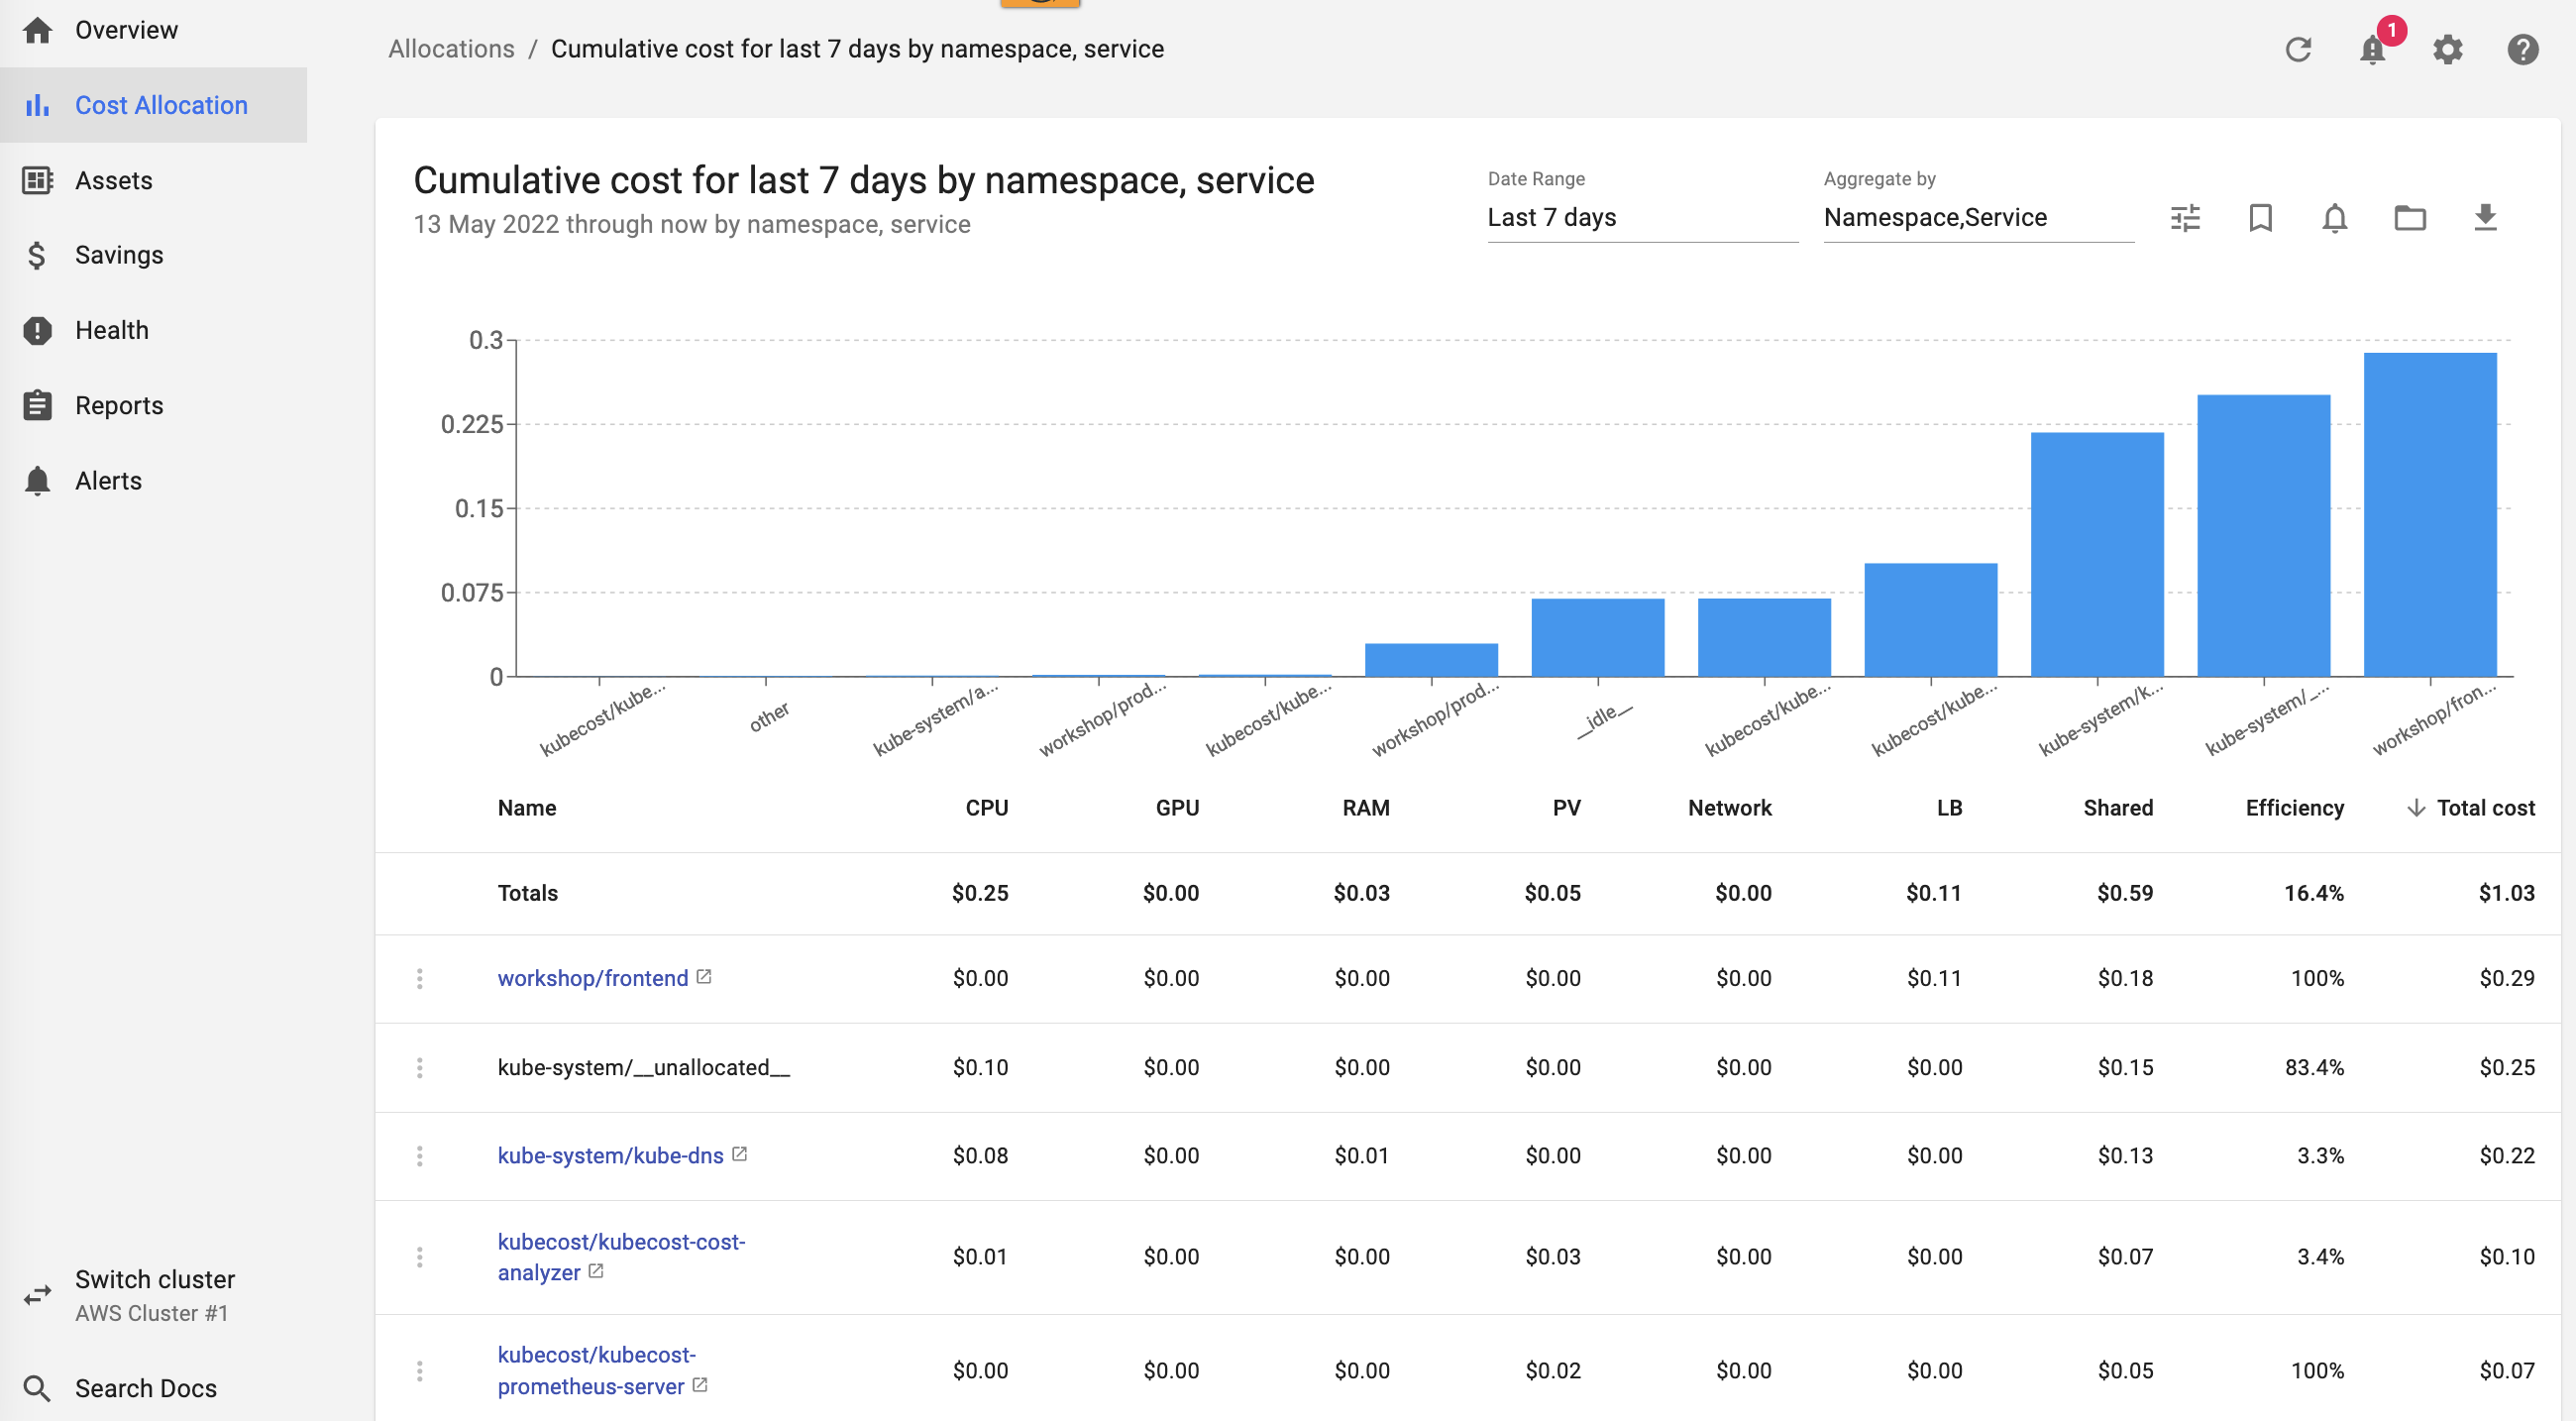 Overview
Cost Allocation
Assets
Savings
Health
Reports
Alerts
Switch cluster
AWS Cluster #1
Search Docs
Allocations / Cumulative cost for last 7 days by namespace, service
1
Cumulative cost for last 7 days by namespace, service
13 May 2022 through now by namespace, service
Date Range
Last 7 days
Aggregate by
Namespace,Service
0.3
0.225
0.15
0.075
0
kubecost/kube...
other
kube-system/a...
workshop/prod...
kubecost/kube...
workshop/prod...
__idle__
kubecost/kube...
kubecost/kube...
kube-system/k...
kube-system/_...
workshop/fron...
Name CPU GPU RAM PV Network LB Shared Efficiency Total cost
Totals $0.25 $0.00 $0.03 $0.05 $0.00 $0.11 $0.59 16.4% $1.03
workshop/frontend $0.00 $0.00 $0.00 $0.00 $0.00 $0.11 $0.18 100% $0.29
kube-system/__unallocated__ $0.10 $0.00 $0.00 $0.00 $0.00 $0.00 $0.15 83.4% $0.25
kube-system/kube-dns $0.08 $0.00 $0.01 $0.00 $0.00 $0.00 $0.13 3.3% $0.22
kubecost/kubecost-cost-
analyzer $0.01 $0.00 $0.00 $0.03 $0.00 $0.00 $0.07 3.4% $0.10
kubecost/kubecost-
prometheus-server $0.00 $0.00 $0.00 $0.02 $0.00 $0.00 $0.05 100% $0.07